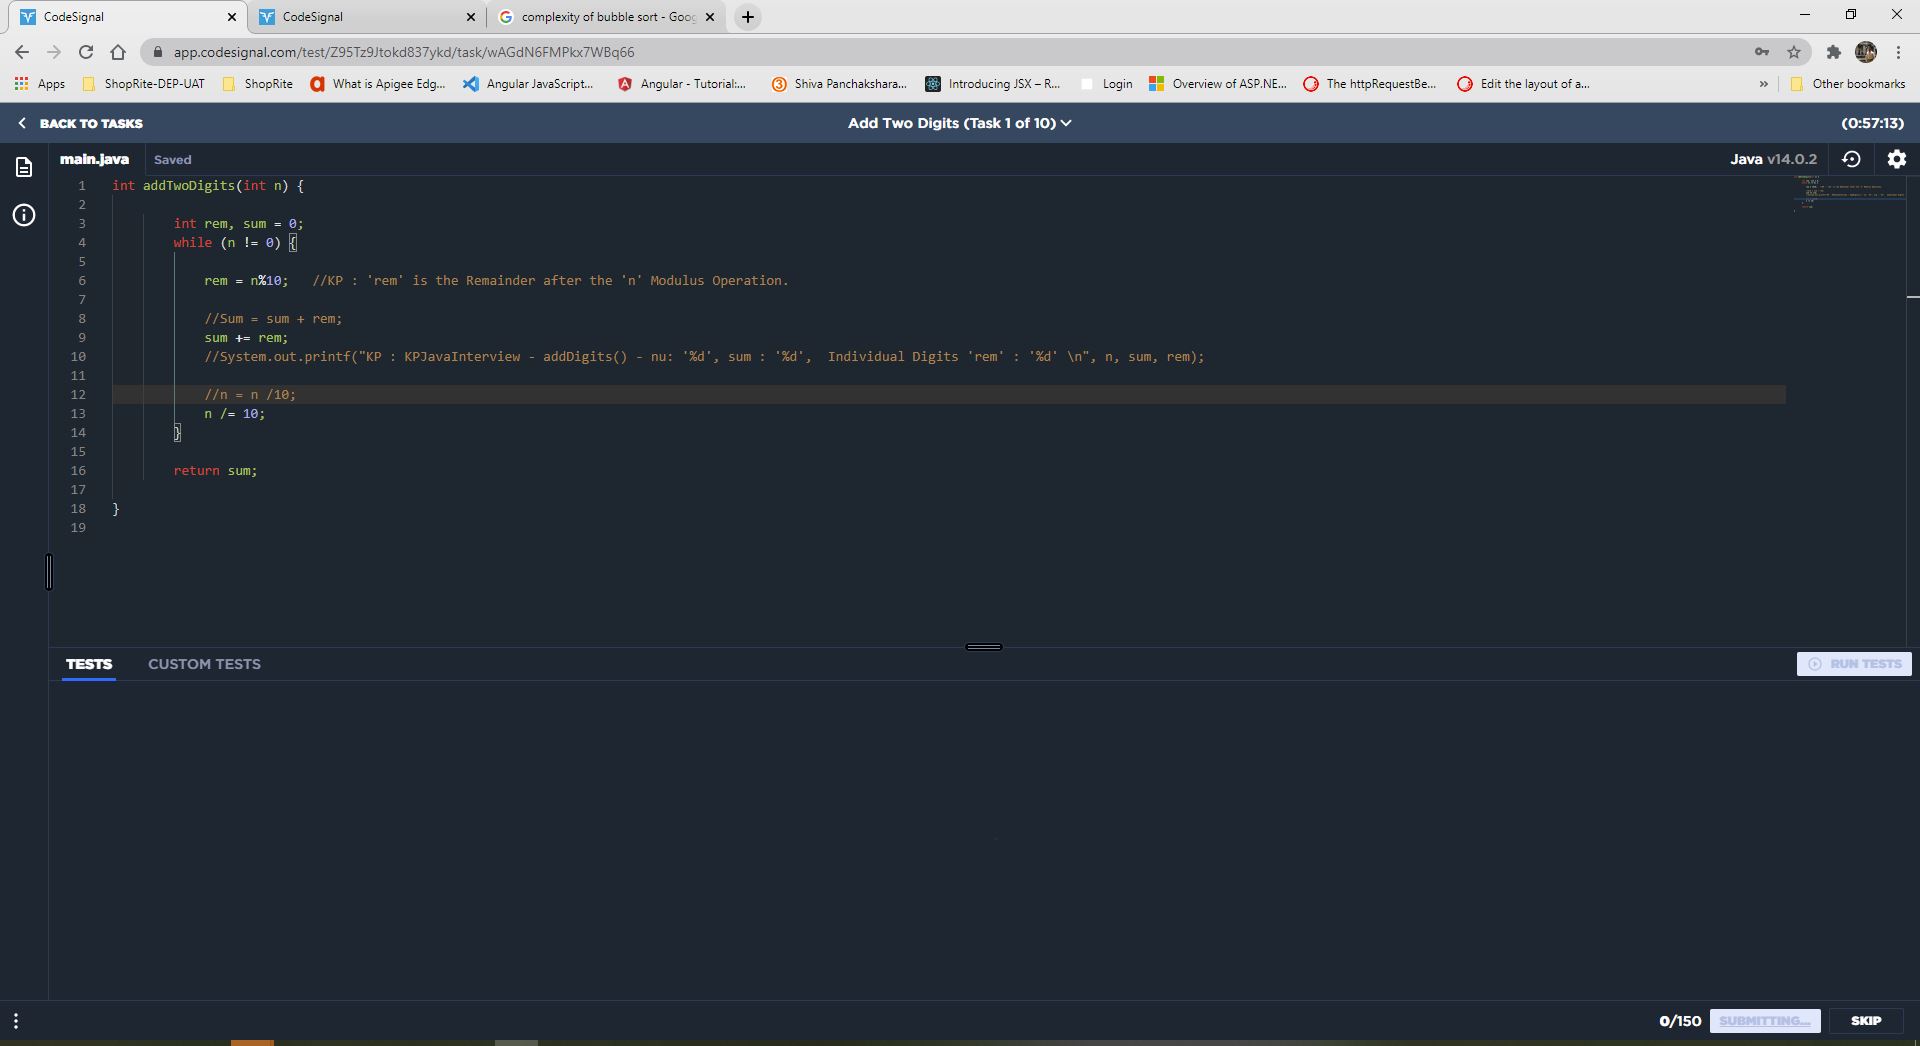 CodeSignal
CodeSignal
complexity of bubble sort - Goog
app.codesignal.com/test/Z95Tz9Jtokd837ykd/task/wAGdN6FMPkx7WBq66
Apps ShopRite-DEP-UAT ShopRite What is Apigee Edg... Angular JavaScript... Angular - Tutorial:... Shiva Panchakshara... Introducing JSX – R... Login Overview of ASP.NE... The httpRequestBe... Edit the layout of a... » Other bookmarks
BACK TO TASKS Add Two Digits (Task 1 of 10) (0:57:13)
main.java Saved Java v14.0.2
1 int addTwoDigits(int n) {
2
3 int rem, sum = 0;
4 while (n != 0) {
5
6 rem = n%10; //KP : 'rem' is the Remainder after the 'n' Modulus Operation.
7
8 //Sum = sum + rem;
9 sum += rem;
10 //System.out.printf("KP : KPJavaInterview - addDigits() - nu: '%d', sum : '%d', Individual Digits 'rem' : '%d' \n", n, sum, rem);
11
12 //n = n /10;
13 n /= 10;
14 }
15
16 return sum;
17
18 }
19
TESTS CUSTOM TESTS RUN TESTS
0/150 SUBMITTING... SKIP